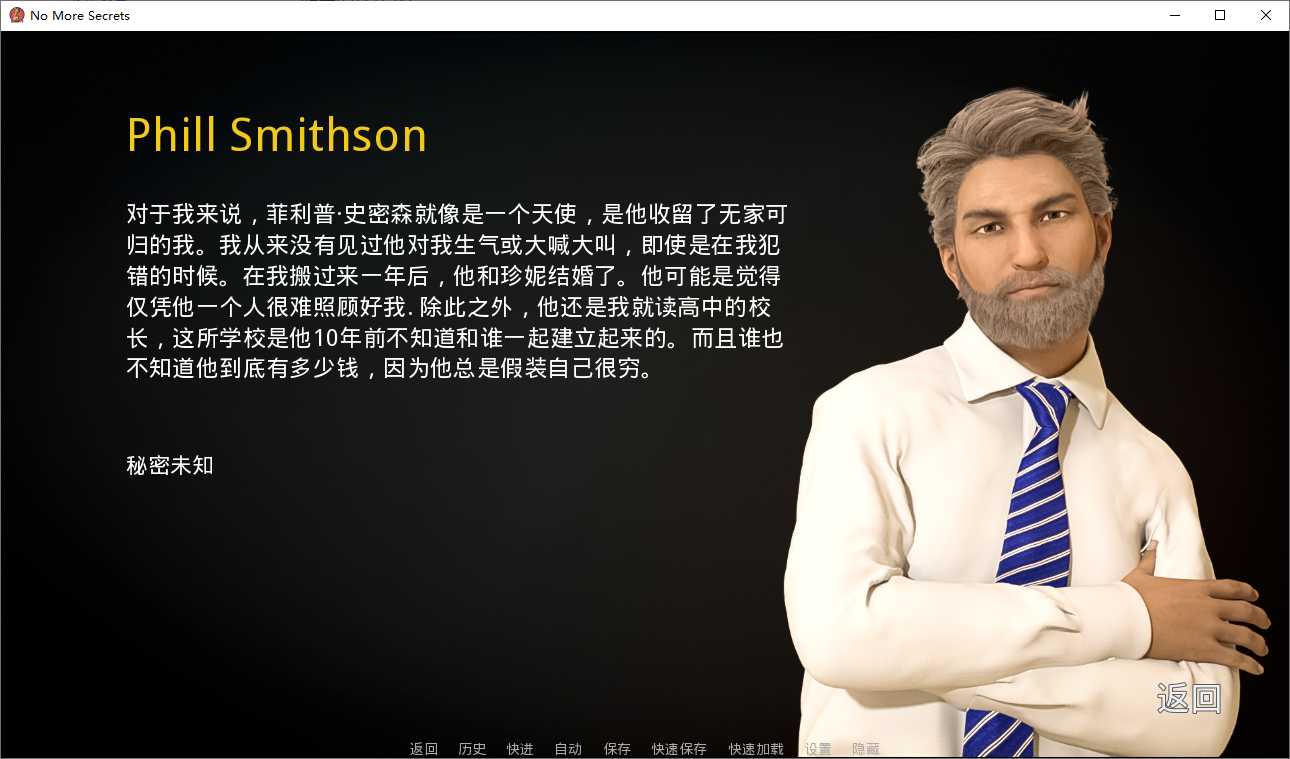 No More Secrets
Phill Smithson
对于我来说，菲利普·史密森就像是一个天使，是他收留了无家可
归的我。我从来没有见过他对我生气或大喊大叫，即使是在我犯
错的时候。在我搬过来一年后，他和珍妮结婚了。他可能是觉得
仅凭他一个人很难照顾好我. 除此之外，他还是我就读高中的校
长，这所学校是他10年前不知道和谁一起建立起来的。而且谁也
不知道他到底有多少钱，因为他总是假装自己很穷。
秘密未知
返回
返回 历史 快进 自动 保存 快速保存 快速加载 设置 隐藏